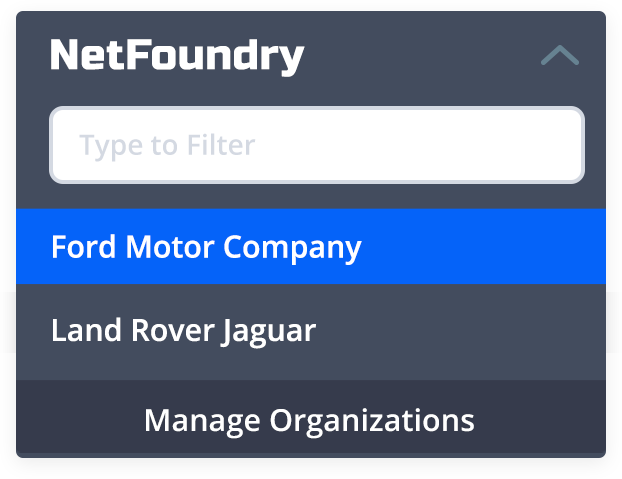 NetFoundry
Type to Filter
Ford Motor Company
Land Rover Jaguar
Manage Organizations